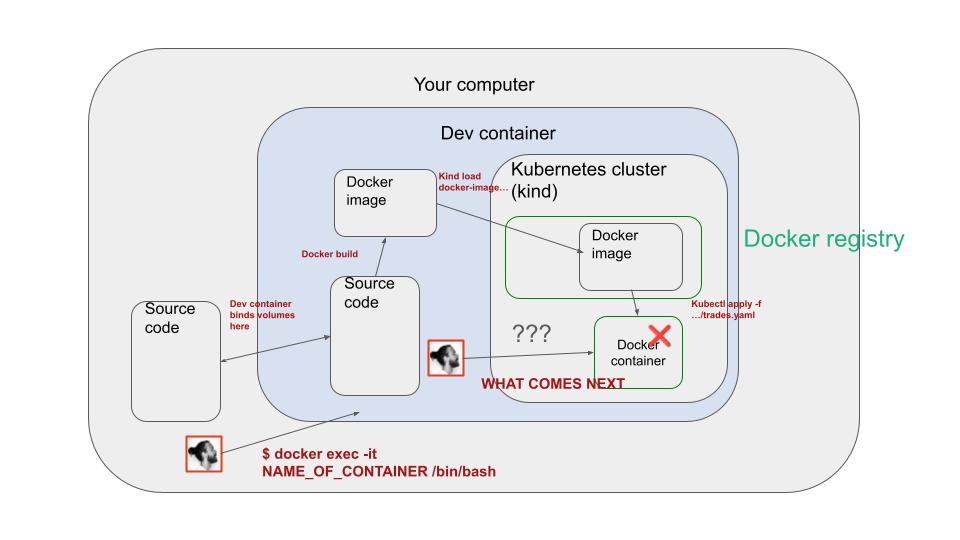 Your computer
Dev container
Kubernetes cluster
(kind)
Docker
image
Kind load
docker-image…
Docker
image
Docker registry
Docker build
Source
code
Source
code
Dev container
binds volumes
here
Kubectl apply -f
…/trades.yaml
???
Docker
container
WHAT COMES NEXT
$ docker exec -it
NAME_OF_CONTAINER /bin/bash